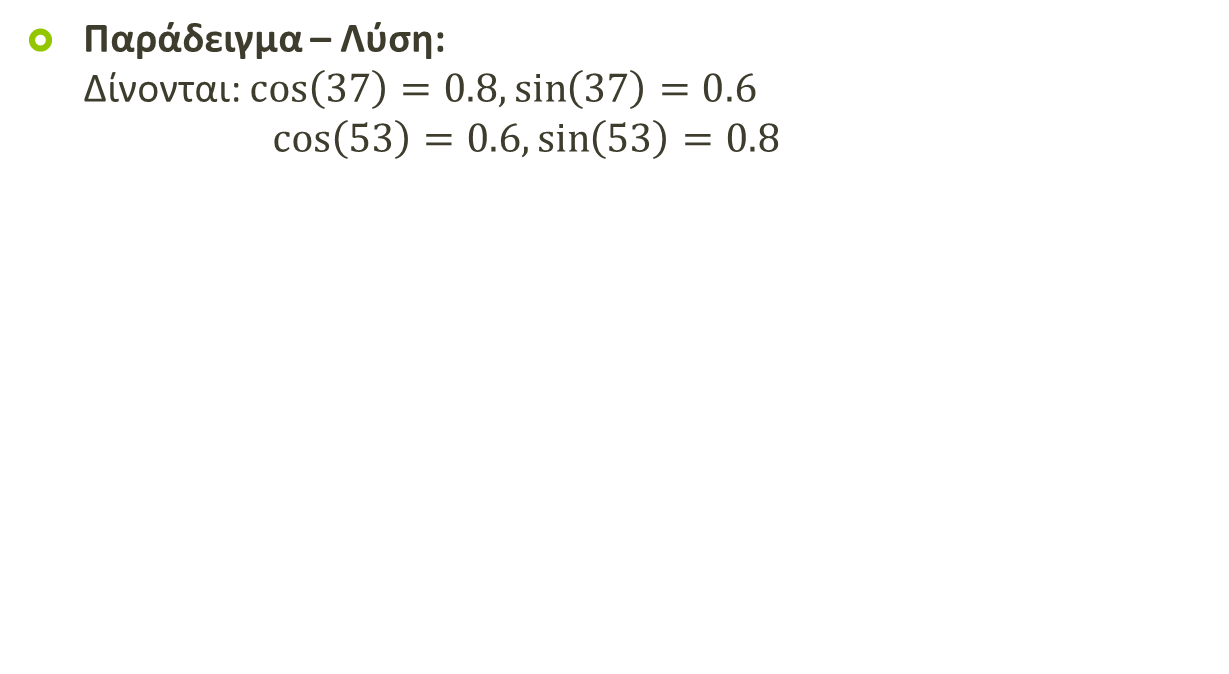 Παράδειγμα – Λύση:
Δίνονται: cos(37) = 0.8, sin(37) = 0.6
cos(53) = 0.6, sin(53) = 0.8